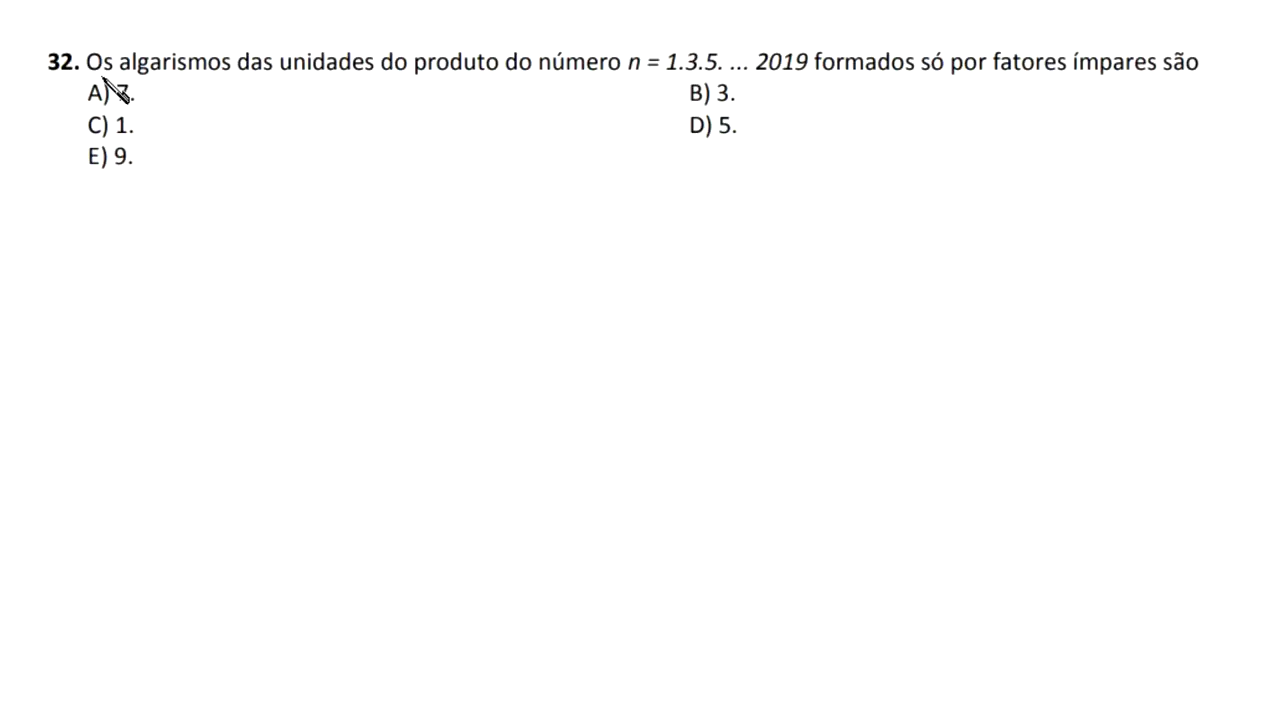 32. Os algarismos das unidades do produto do número n = 1.3.5. ... 2019 formados só por fatores ímpares são
A) 7. B) 3.
C) 1. D) 5.
E) 9.